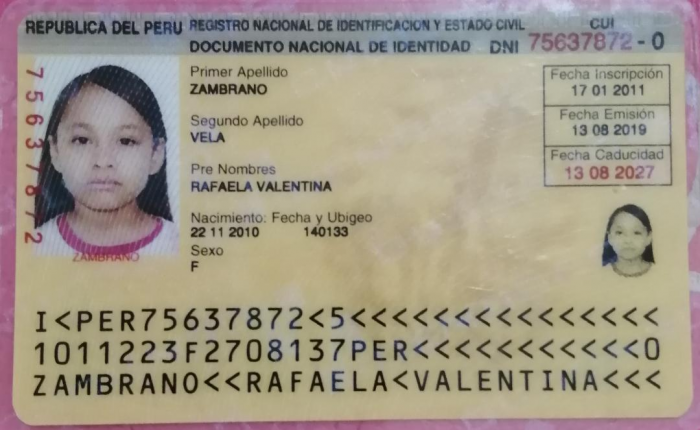 REPUBLICA DEL PERU REGISTRO NACIONAL DE IDENTIFICACION Y ESTADO CIVIL CUI
DOCUMENTO NACIONAL DE IDENTIDAD DNI 75637872 - 0
75637872
Primer Apellido
ZAMBRANO
Segundo Apellido
VELA
Pre Nombres
RAFAELA VALENTINA
Nacimiento: Fecha y Ubigeo
22 11 2010 140133
Sexo
F
Fecha Inscripción
17 01 2011
Fecha Emisión
13 08 2019
Fecha Caducidad
13 08 2027
ZAMBRANO
I<PER75637872<5<<<<<<<<<<<<<<<
1011223F2708137PER<<<<<<<<<<<0
ZAMBRANO<<RAFAELA<VALENTINA<<<